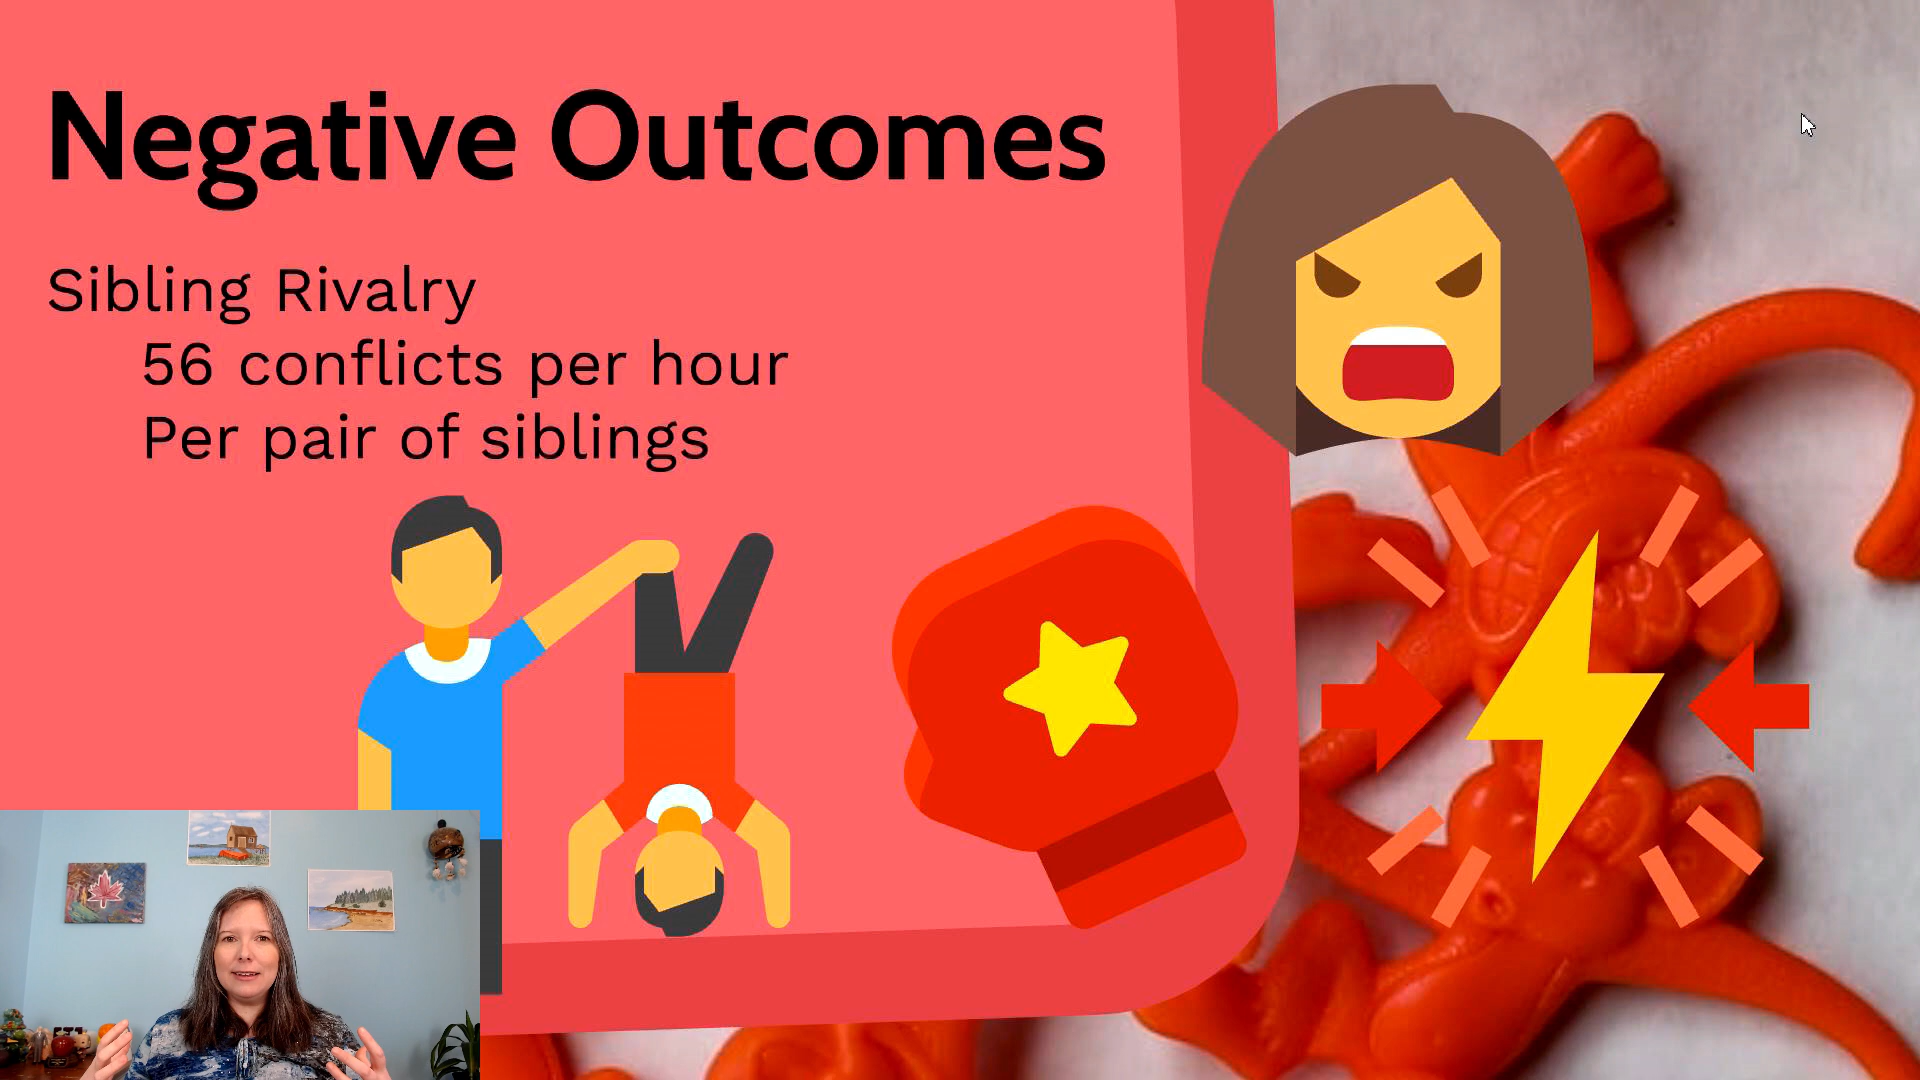 Negative Outcomes
Sibling Rivalry
56 conflicts per hour
Per pair of siblings